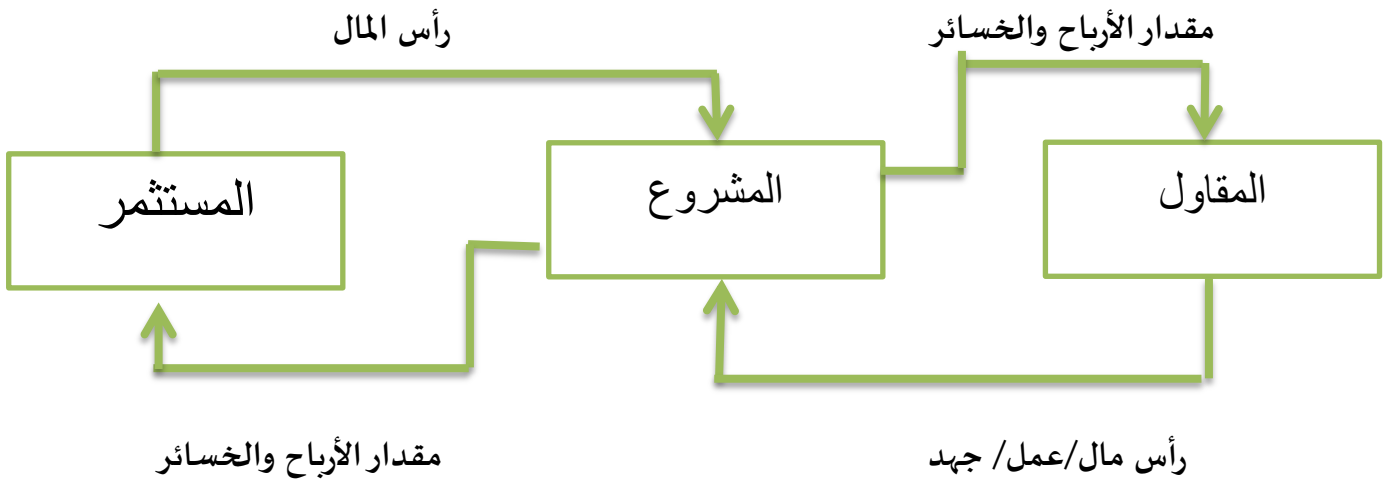 مقدار الأرباح والخسائر
رأس المال
المقاول
المشروع
المستثمر
رأس مال/عمل/ جهد
مقدار الأرباح والخسائر